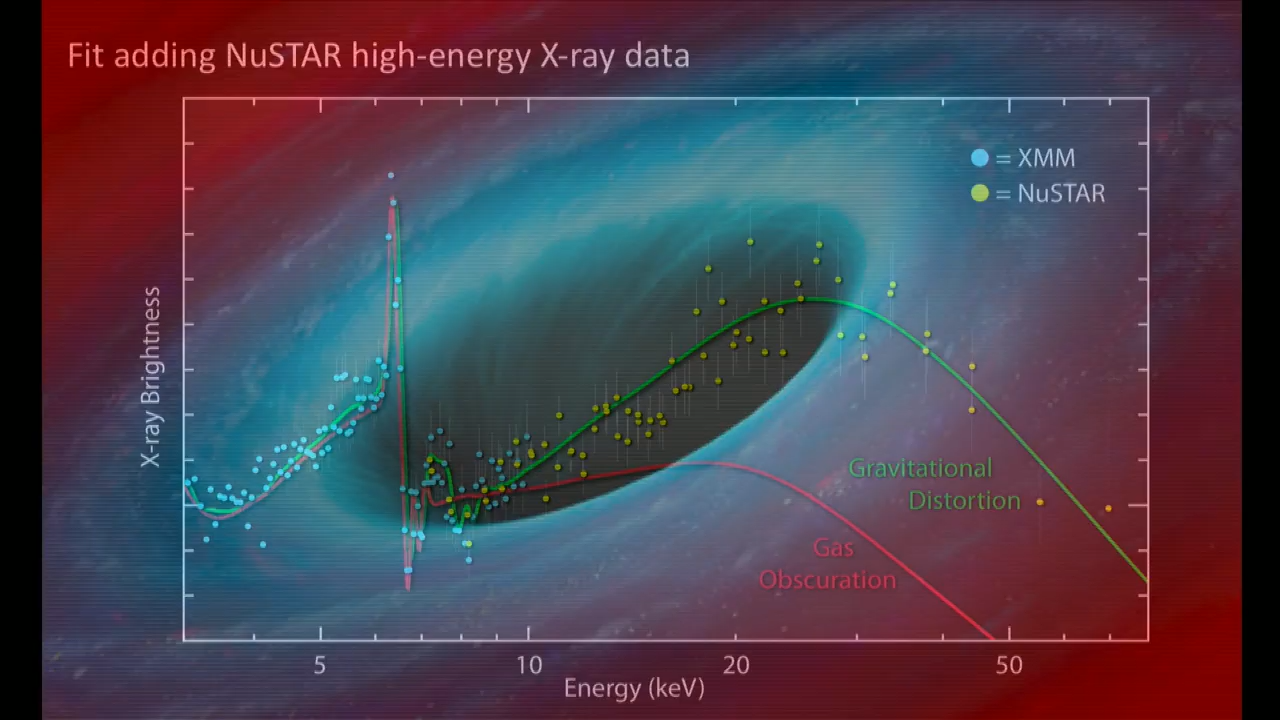 Fit adding NuSTAR high-energy X-ray data
= XMM
= NuSTAR
X-ray Brightness
Gravitational
Distortion
Gas
Obscuration
5 10 20 50
Energy (keV)